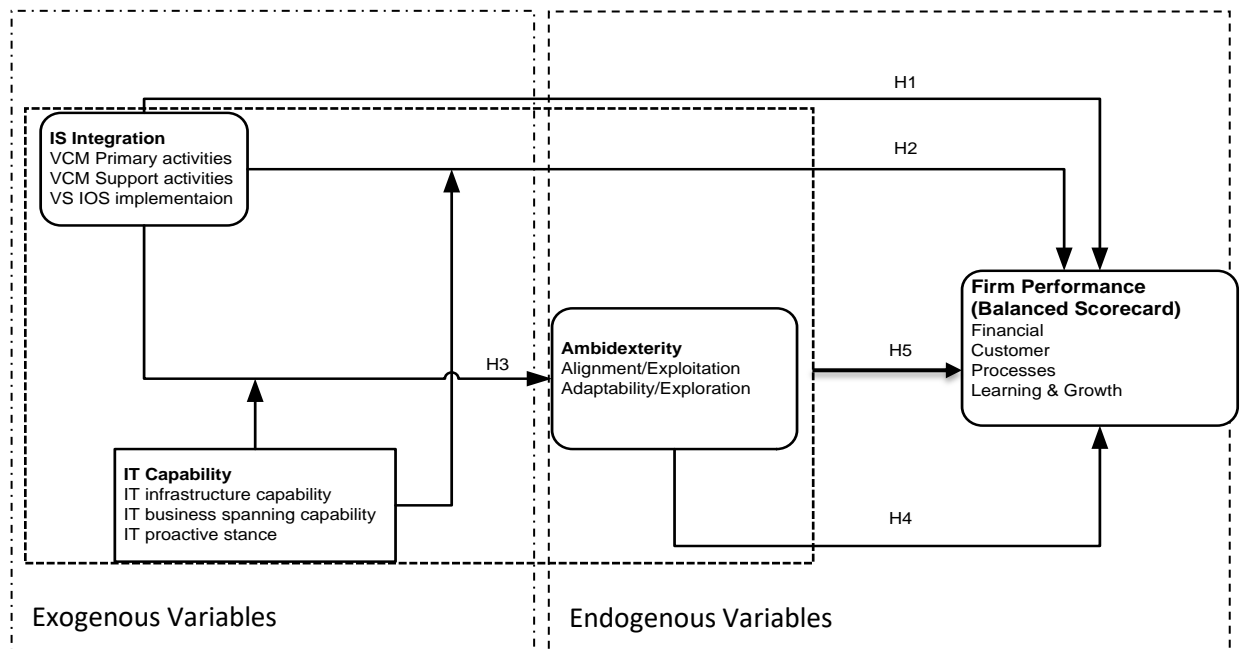 H1
IS Integration
VCM Primary activities
VCM Support activities
VS IOS implementaion
H2
Firm Performance
(Balanced Scorecard)
Financial
Customer
Processes
Learning & Growth
H3
Ambidexterity
Alignment/Exploitation
Adaptability/Exploration
H5
IT Capability
IT infrastructure capability
IT business spanning capability
IT proactive stance
H4
Exogenous Variables
Endogenous Variables